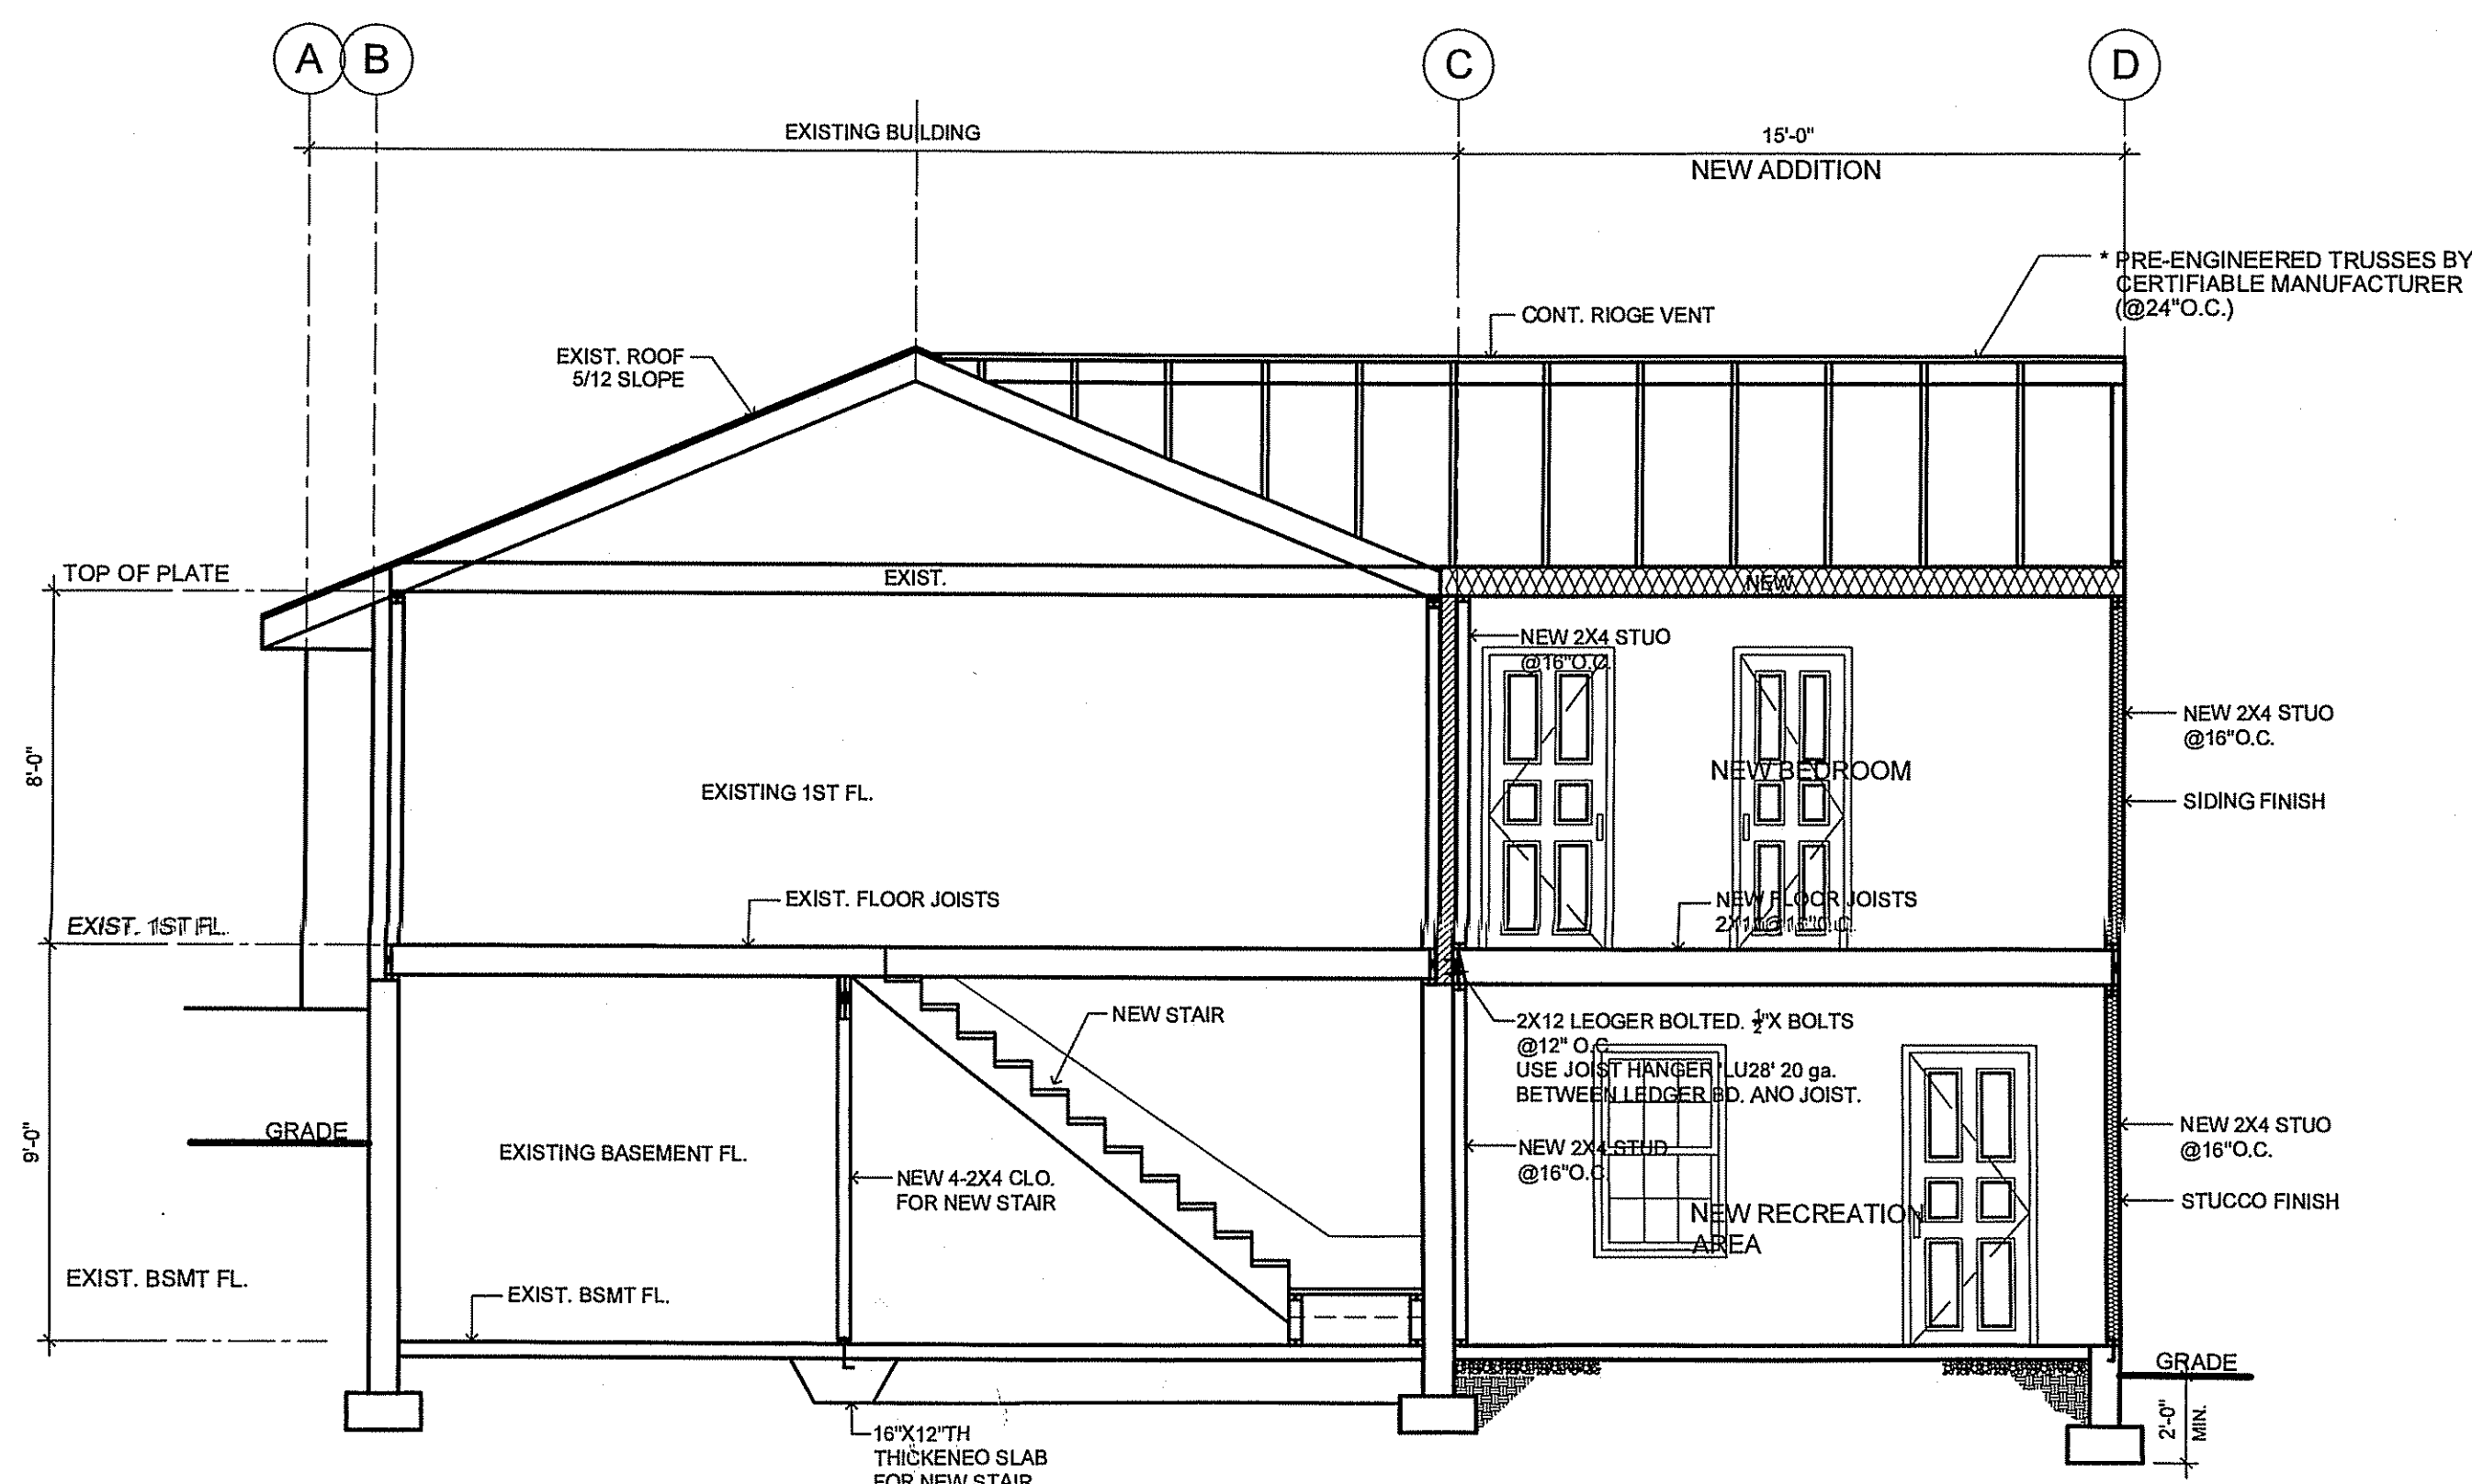 A B C D
EXISTING BUILDING
15'-0"
NEW ADDITION
* PRE-ENGINEERED TRUSSES BY
CERTIFIABLE MANUFACTURER
(@24"O.C.)
CONT. RIOGE VENT
EXIST. ROOF
5/12 SLOPE
TOP OF PLATE
EXIST.
NEW
NEW 2X4 STUO
@16"O.C.
NEW 2X4 STUO
@16"O.C.
8'-0"
NEW BEDROOM
EXISTING 1ST FL.
SIDING FINISH
EXIST. FLOOR JOISTS
NEW FLOOR JOISTS
EXIST. 1ST FL.
NEW STAIR
2X12 LEOGER BOLTED. ½"X BOLTS
@12" O.C
USE JOIST HANGER 'LU28' 20 ga.
BETWEEN LEDGER BD. ANO JOIST.
GRADE
9'-0"
EXISTING BASEMENT FL.
NEW 2X4 STUD
@16"O.C.
NEW 2X4 STUO
@16"O.C.
NEW 4-2X4 CLO.
FOR NEW STAIR
STUCCO FINISH
NEW RECREATION
AREA
EXIST. BSMT FL.
EXIST. BSMT FL.
GRADE
2'-0"
MIN.
16"X12"TH
THICKENEO SLAB
FOR NEW STAIR